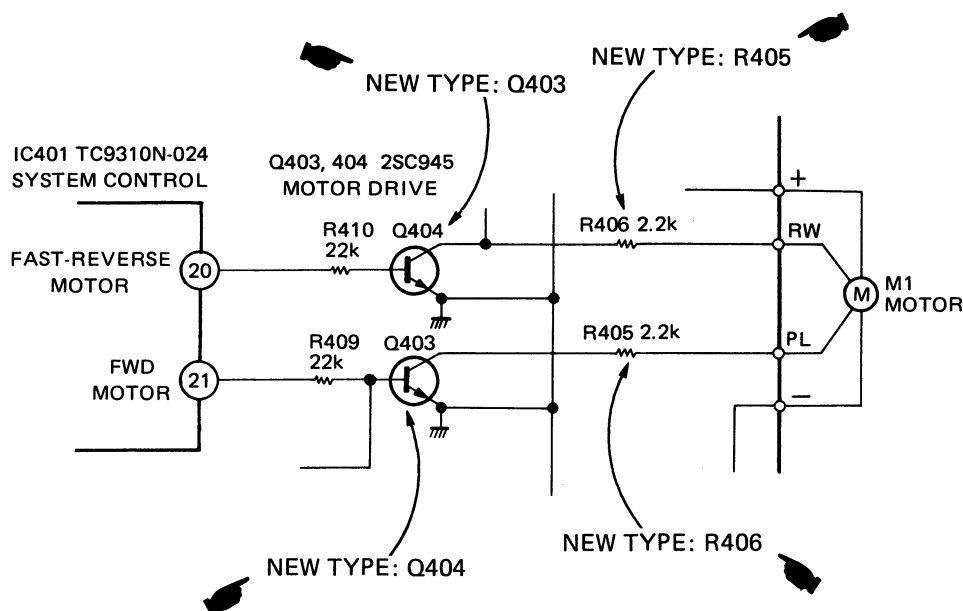 NEW TYPE: R405
NEW TYPE: Q403
IC401 TC9310N-024
SYSTEM CONTROL
Q403, 404 2SC945
MOTOR DRIVE
+
R410
22k
Q404
R406 2.2k
RW
FAST-REVERSE
MOTOR
20
M
M1
MOTOR
R409
22k
Q403
R405 2.2k
PL
FWD
MOTOR
21
−
NEW TYPE: R406
NEW TYPE: Q404